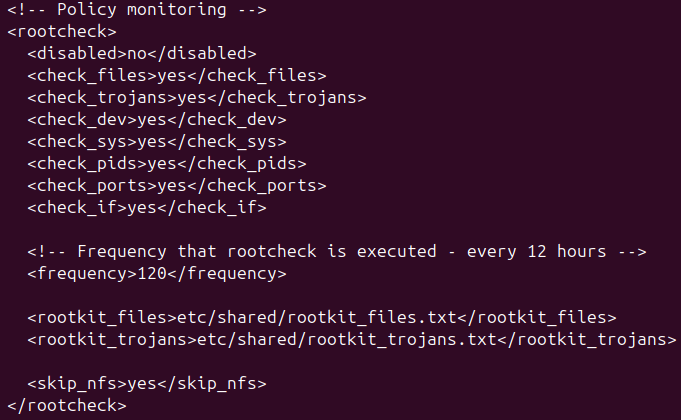 <!-- Policy monitoring -->
<rootcheck>
<disabled>no</disabled>
<check_files>yes</check_files>
<check_trojans>yes</check_trojans>
<check_dev>yes</check_dev>
<check_sys>yes</check_sys>
<check_pids>yes</check_pids>
<check_ports>yes</check_ports>
<check_if>yes</check_if>
<!-- Frequency that rootcheck is executed - every 12 hours -->
<frequency>120</frequency>
<rootkit_files>etc/shared/rootkit_files.txt</rootkit_files>
<rootkit_trojans>etc/shared/rootkit_trojans.txt</rootkit_trojans>
<skip_nfs>yes</skip_nfs>
</rootcheck>